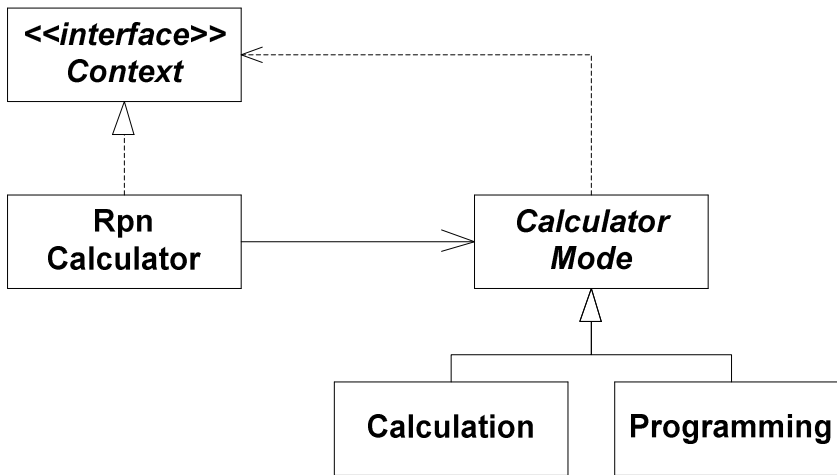 <<interface>>
Context
Rpn
Calculator
Calculator
Mode
Calculation
Programming